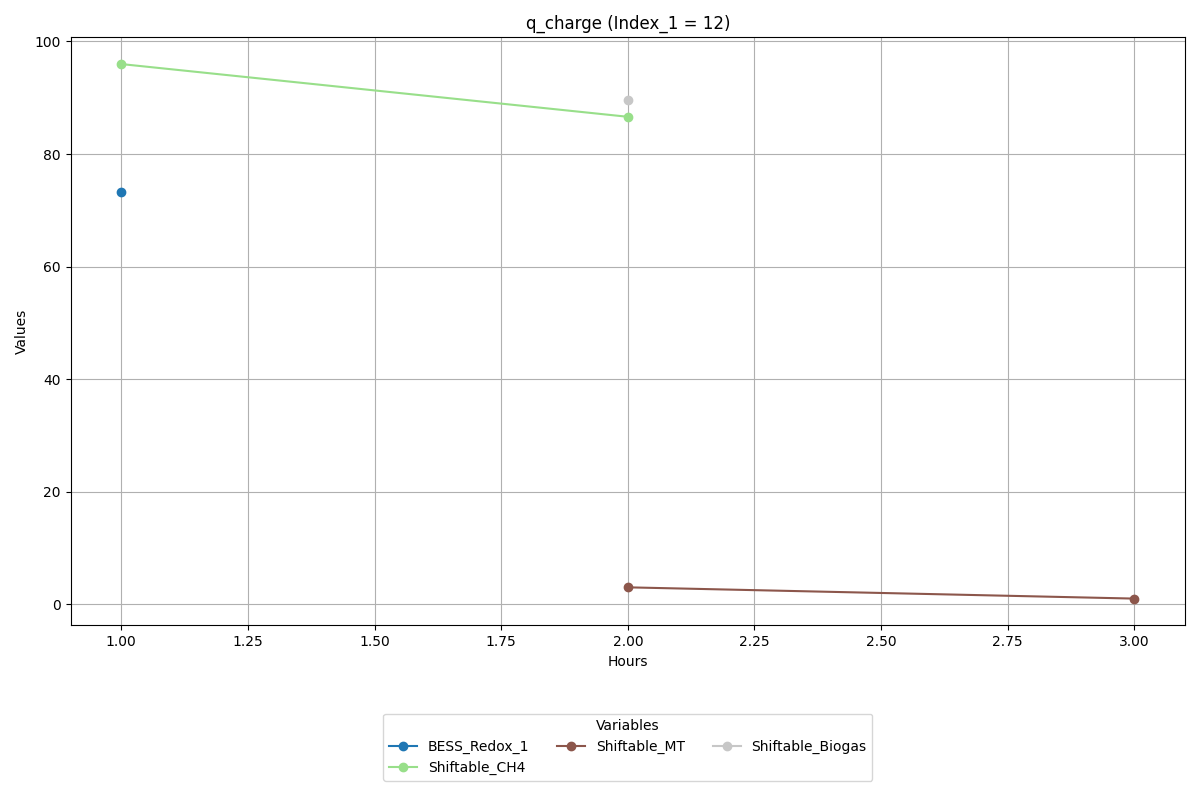 q_charge (Index_1 = 12)
100
80
60
40
20
0
Values
1.00 1.25 1.50 1.75 2.00 2.25 2.50 2.75 3.00
Hours
Variables
BESS_Redox_1 Shiftable_MT Shiftable_Biogas
Shiftable_CH4